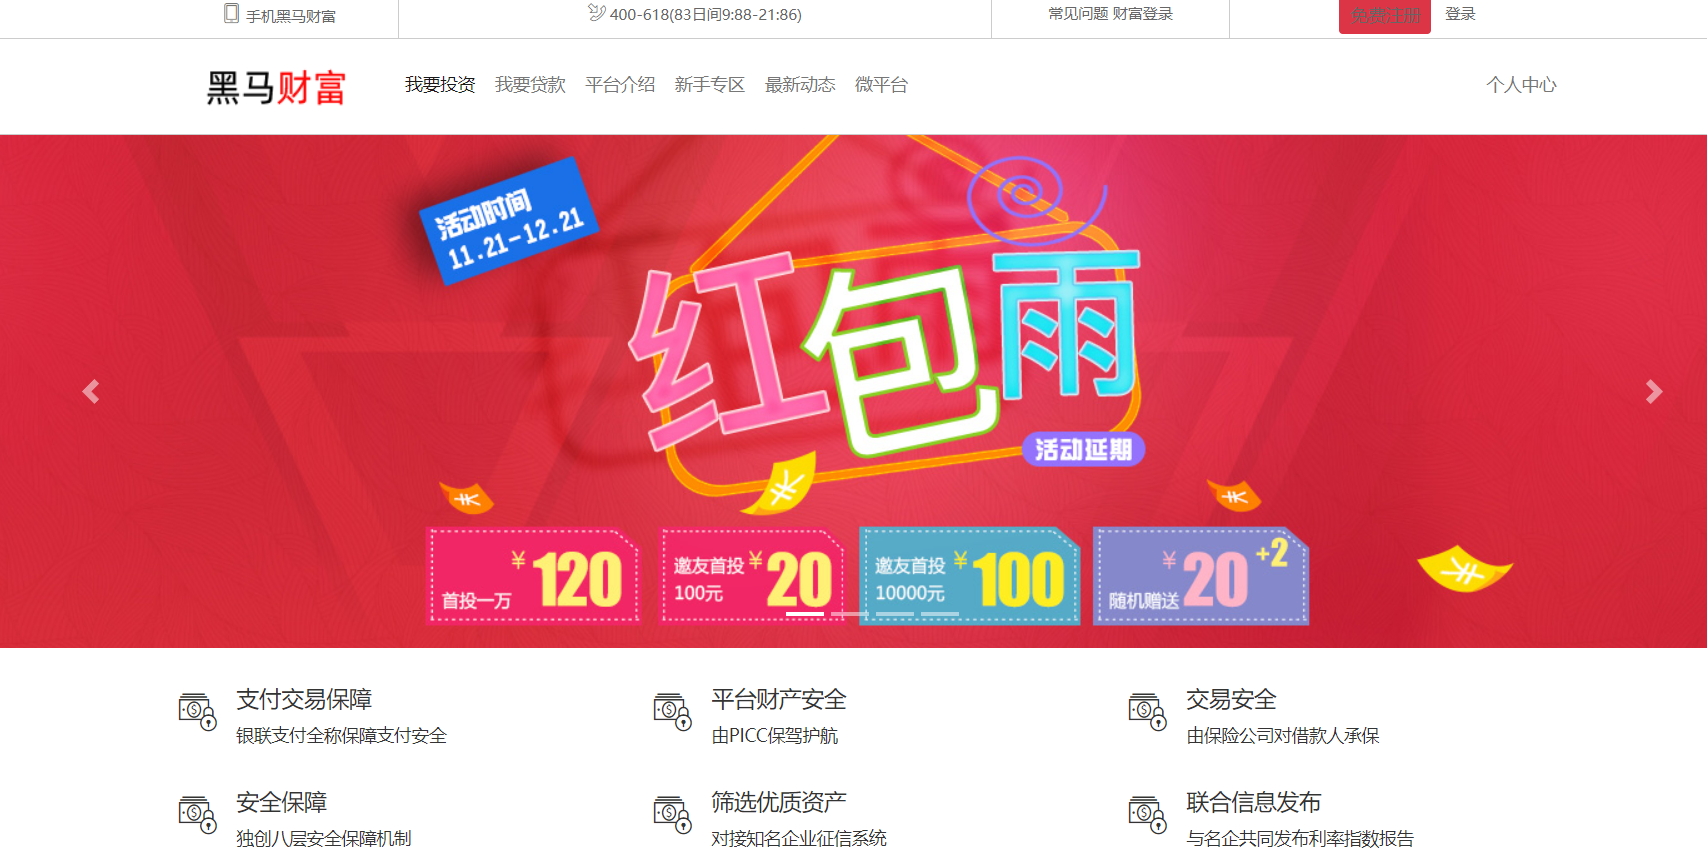 手机黑马财富
400-618(83日间9:88-21:86)
常见问题 财富登录
免费注册
登录
黑马财富
我要投资
我要贷款
平台介绍
新手专区
最新动态
微平台
个人中心
活动时间
11.21-12.21
红包雨
活动延期
首投一万
¥120
邀友首投
100元
¥20
邀友首投
10000元
¥100
随机赠送
¥20
+2
支付交易保障
银联支付全称保障支付安全
平台财产安全
由PICC保驾护航
交易安全
由保险公司对借款人承保
安全保障
独创八层安全保障机制
筛选优质资产
对接知名企业征信系统
联合信息发布
与名企共同发布利率指数报告